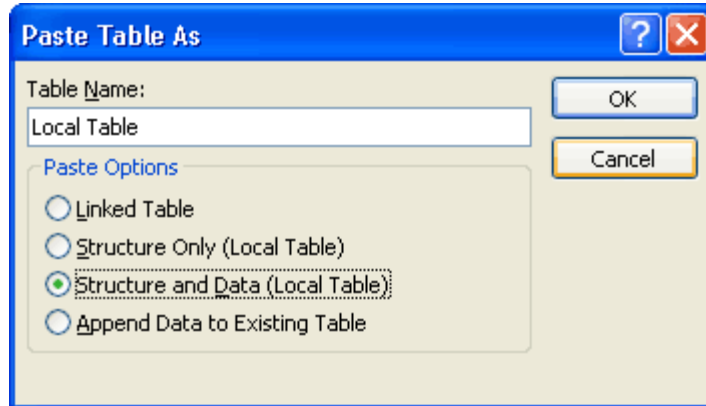 Paste Table As
?
Table Name:
OK
Local Table
Cancel
Paste Options
Linked Table
Structure Only (Local Table)
Structure and Data (Local Table)
Append Data to Existing Table